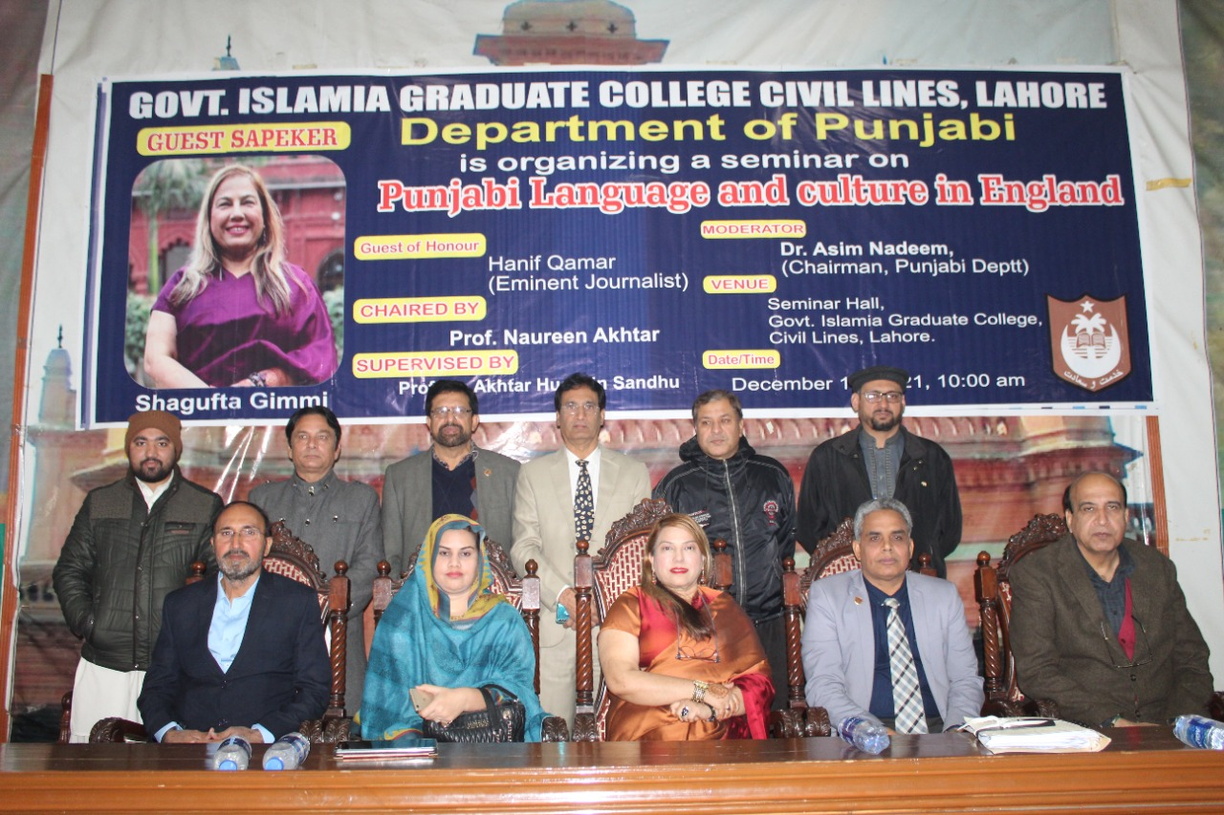 GOVT. ISLAMIA GRADUATE COLLEGE CIVIL LINES, LAHORE
Department of Punjabi
is organizing a seminar on
Punjabi Language and culture in England
GUEST SAPEKER
Shagufta Gimmi
Guest of Honour
Hanif Qamar
(Eminent Journalist)
CHAIRED BY
Prof. Naureen Akhtar
SUPERVISED BY
Akhtar Sandhu
MODERATOR
Dr. Asim Nadeem,
(Chairman, Punjabi Deptt)
VENUE
Seminar Hall,
Govt. Islamia Graduate College,
Civil Lines, Lahore.
Date/Time
December 10:00 am
خدمت و سعادت